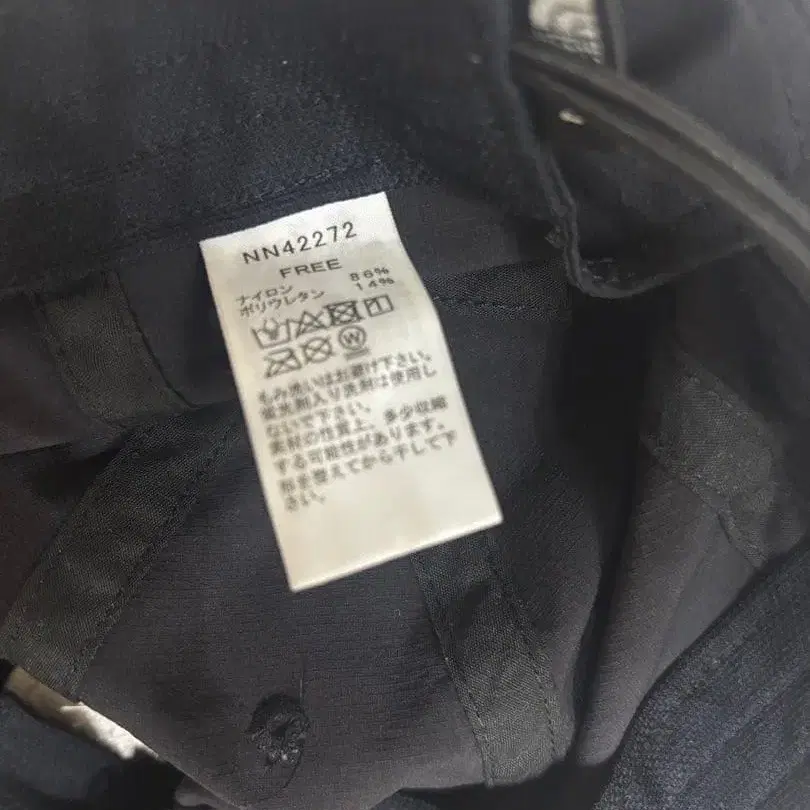 NN42272
FREE
ナイロン 86%
ポリウレタン 14%
W
もみ洗いはお避け下さい。
蛍光剤入り洗剤は使用し
ないで下さい。
素材の性質上、多少収縮
する可能性があります。
形を整えてから干して下
さい。